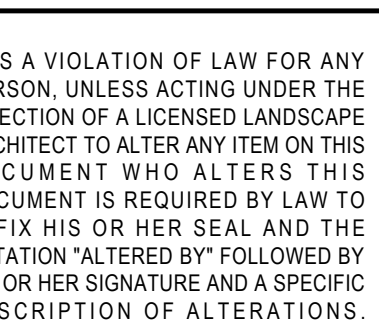 S A VIOLATION OF LAW FOR ANY
RSON, UNLESS ACTING UNDER THE
ECTION OF A LICENSED LANDSCAPE
CHITECT TO ALTER ANY ITEM ON THIS
CUMENT WHO ALTERS THIS
CUMENT IS REQUIRED BY LAW TO
FIX HIS OR HER SEAL AND THE
TATION "ALTERED BY" FOLLOWED BY
OR HER SIGNATURE AND A SPECIFIC
SCRIPTION OF ALTERATIONS.